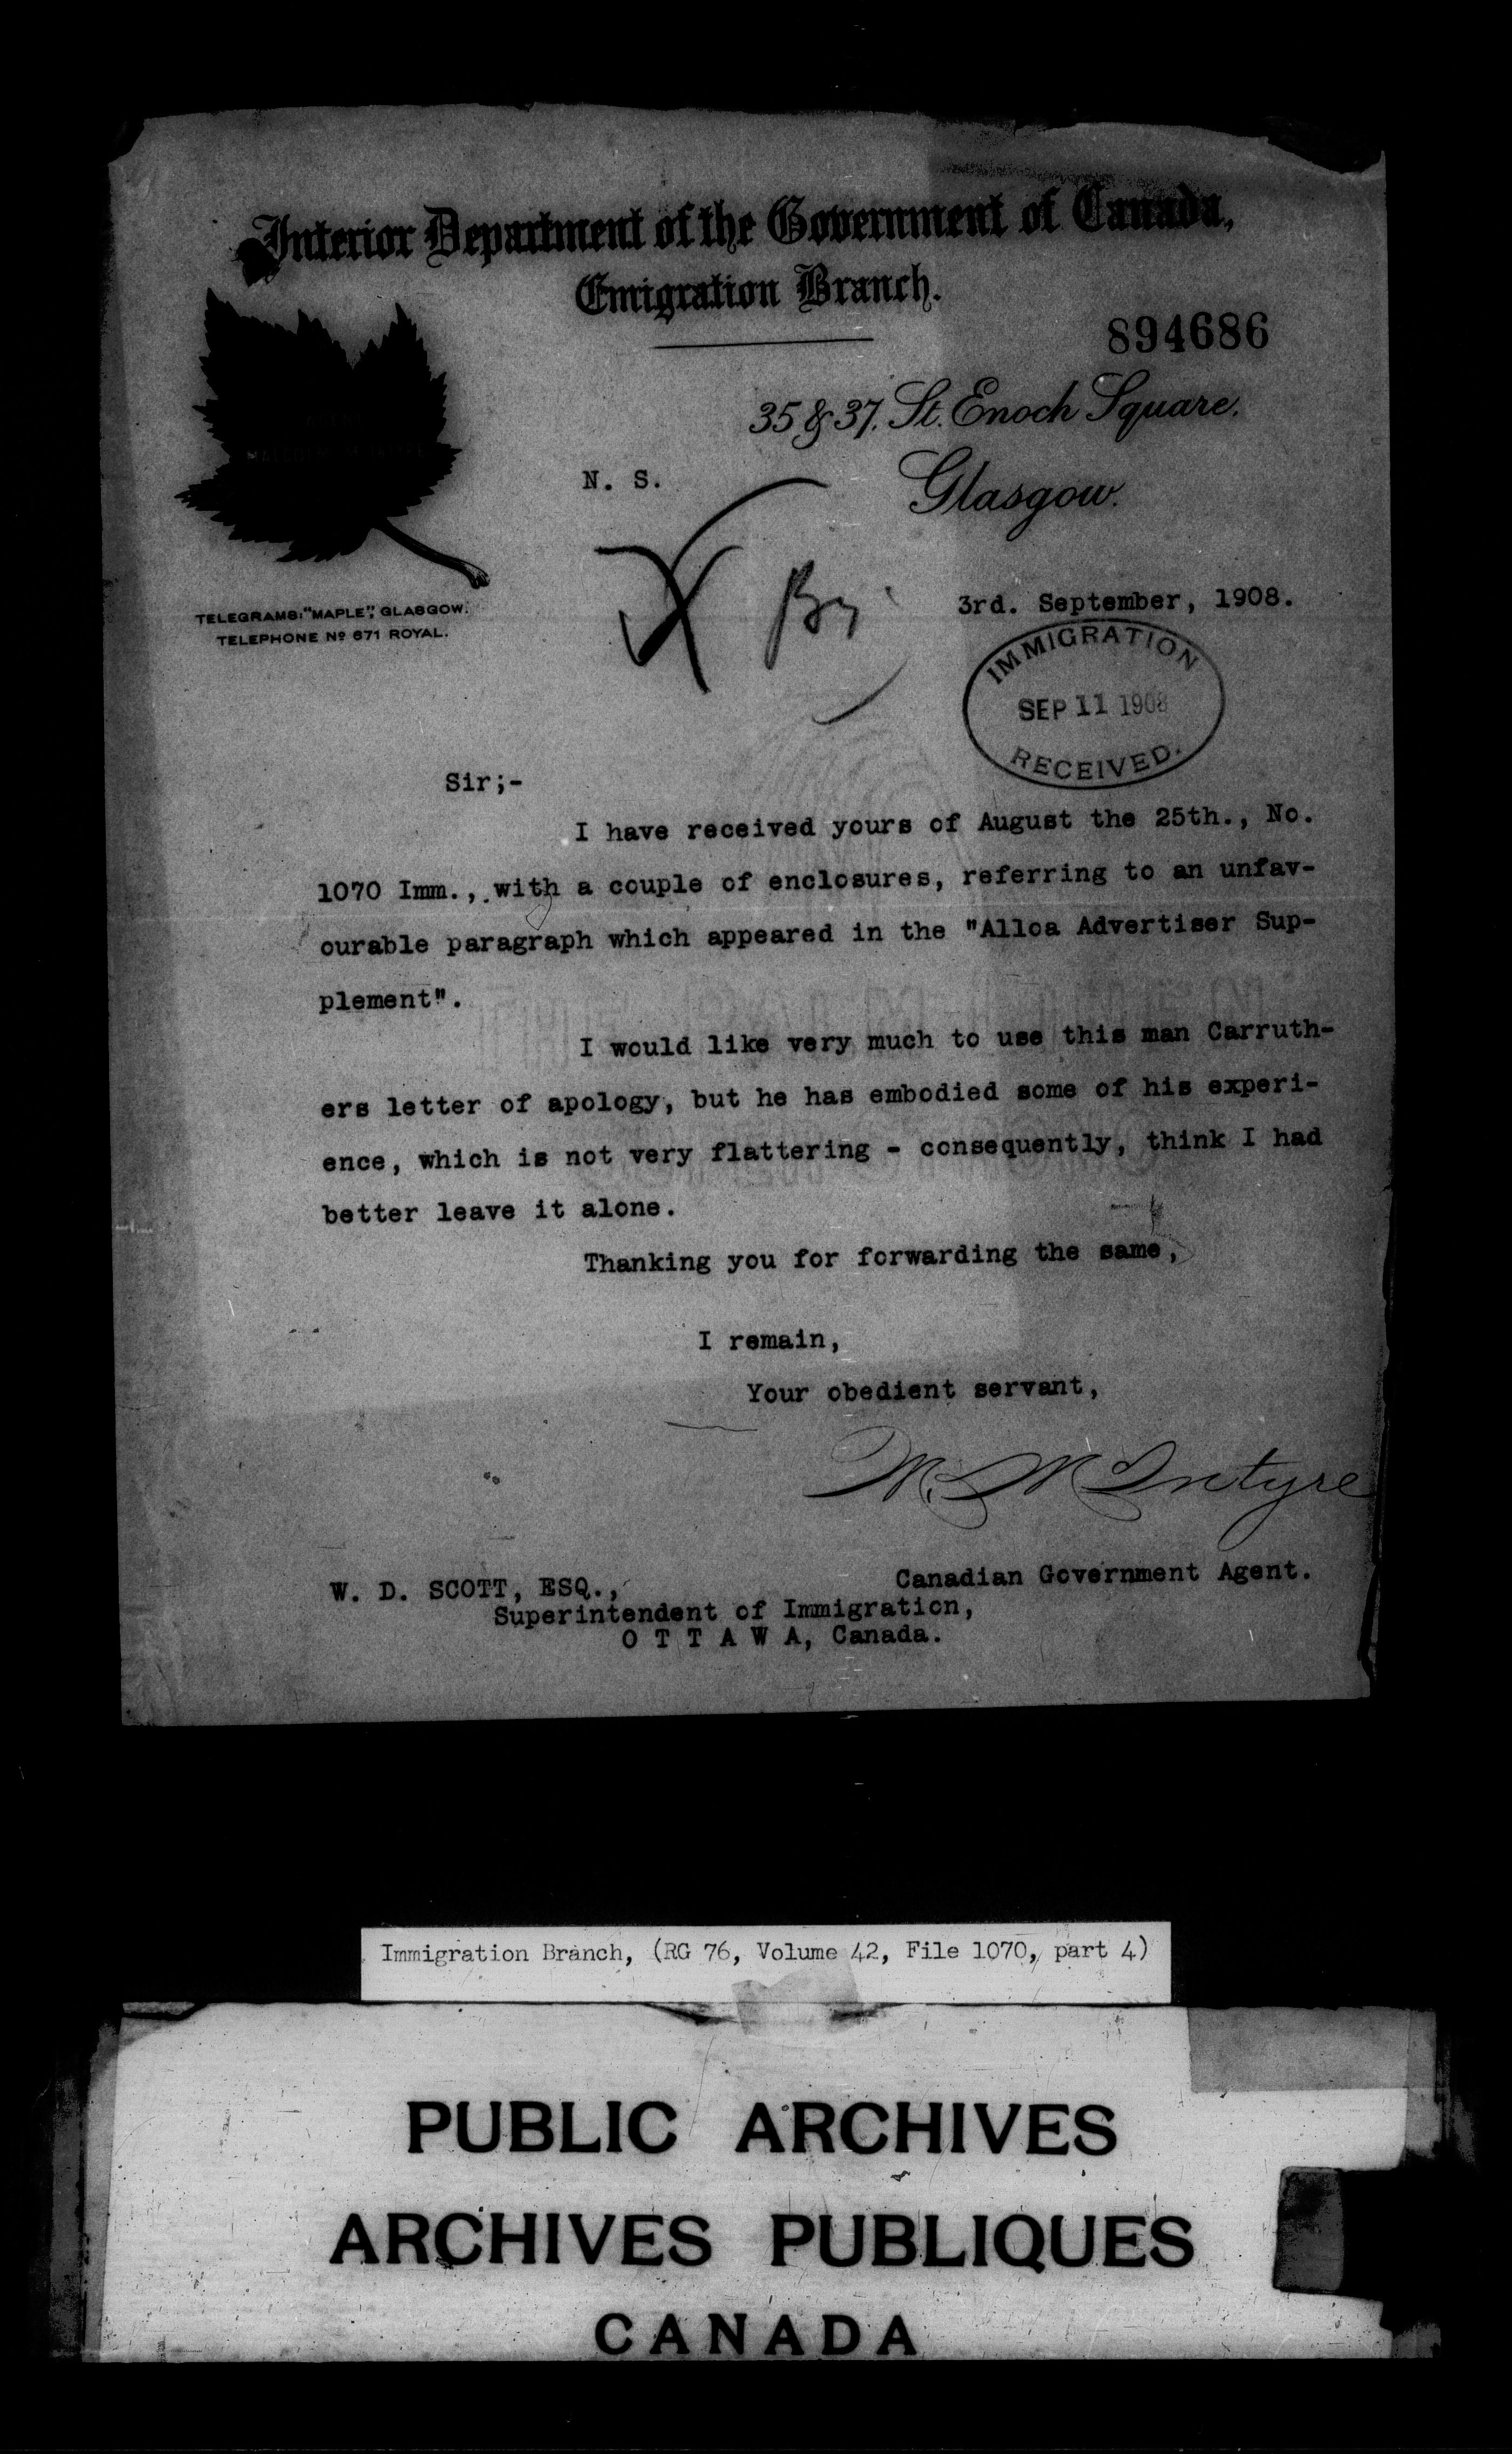 Interior Department of the Government of Canada,
Emigration Branch.
894686
35 & 37, St. Enoch Square.
Glasgow.
N. S.
AGENT
TELEGRAMS: "MAPLE", GLASGOW.
TELEPHONE No 671 ROYAL.
3rd. September, 1908.
IMMIGRATION
SEP 11 1908
RECEIVED.
Sir;-
I have received yours of August the 25th., No.
1070 Imm., with a couple of enclosures, referring to an unfav-
ourable paragraph which appeared in the "Alloa Advertiser Sup-
plement".
I would like very much to use this man Carruth-
ers letter of apology, but he has embodied some of his experi-
ence, which is not very flattering - consequently, think I had
better leave it alone.
Thanking you for forwarding the same,
I remain,
Your obedient servant,
M. McIntyre
Canadian Government Agent.
W. D. SCOTT, ESQ.,
Superintendent of Immigration,
O T T A W A, Canada.
Immigration Branch, (RG 76, Volume 42, File 1070, part 4)
PUBLIC ARCHIVES
ARCHIVES PUBLIQUES
CANADA